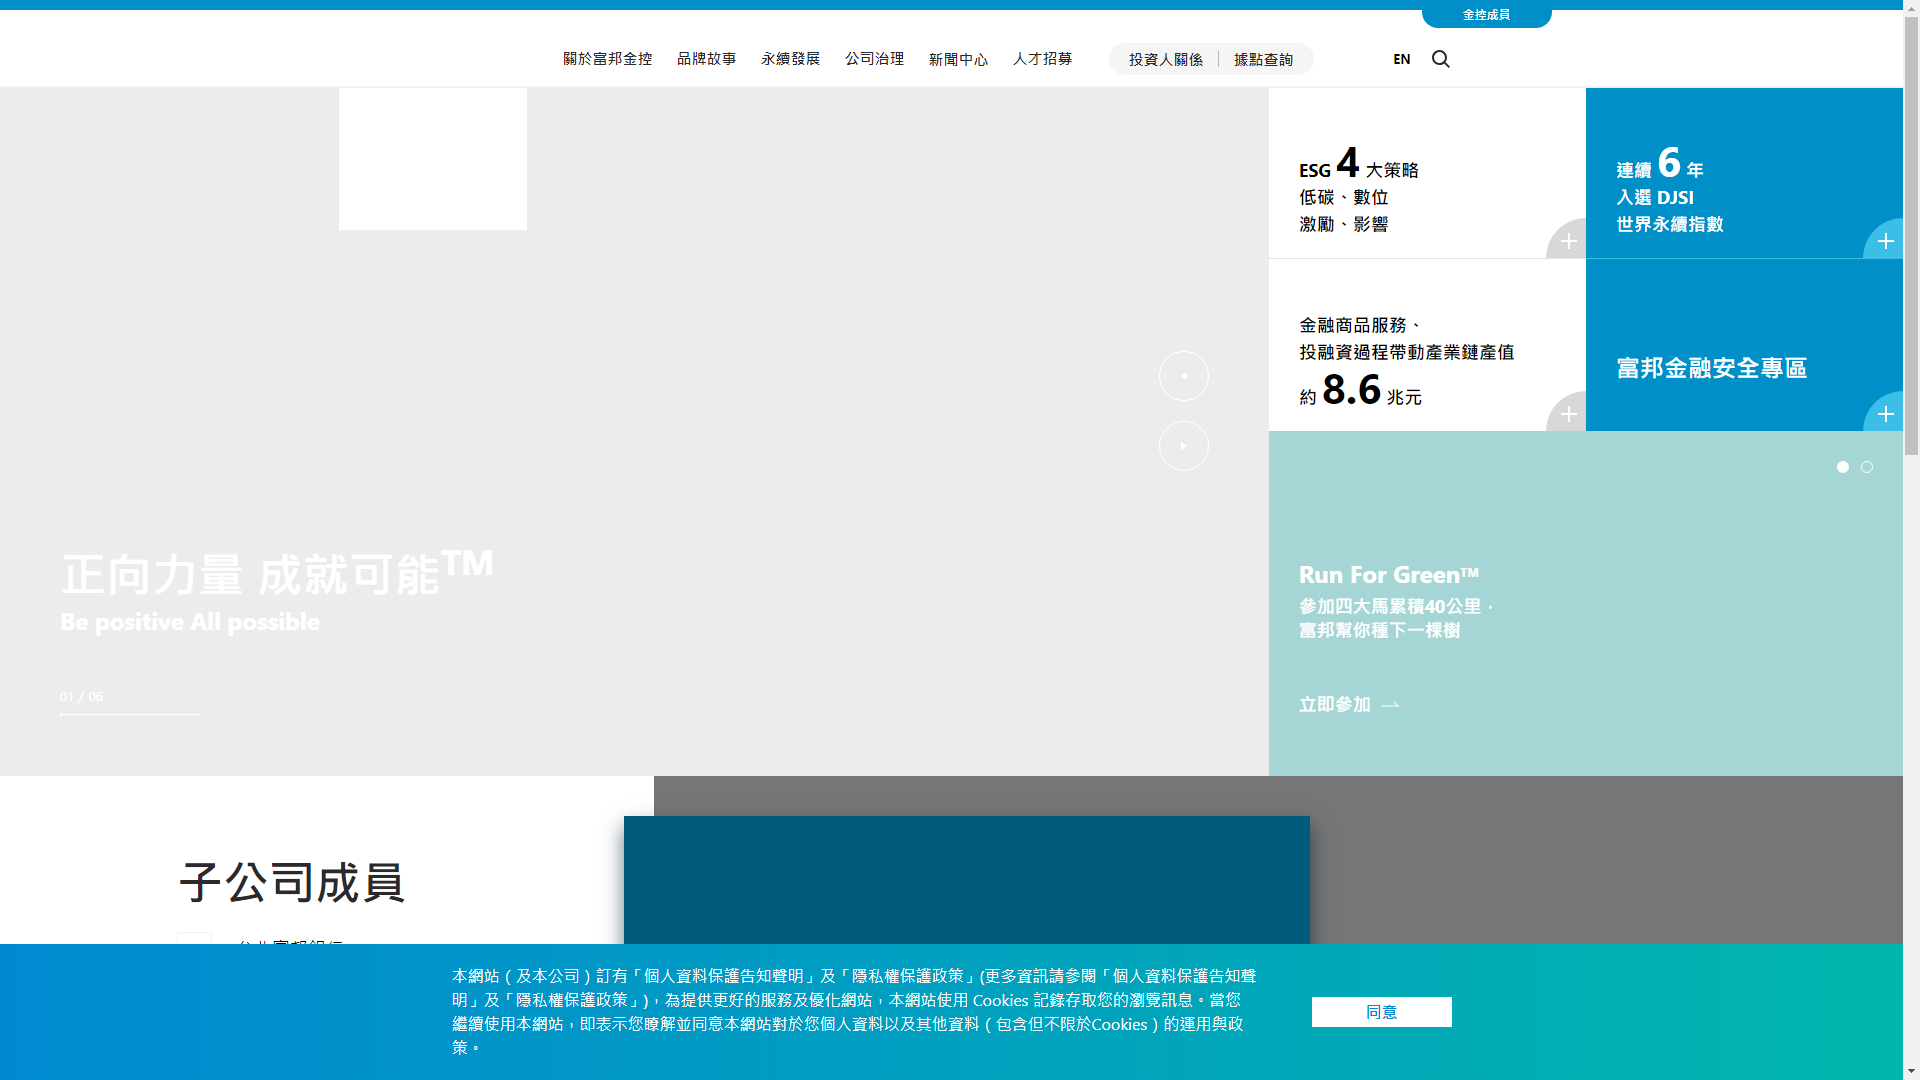 金控成員
關於富邦金控 品牌故事 永續發展 公司治理 新聞中心 人才招募 投資人關係 據點查詢 EN
ESG 4 大策略
低碳、數位
激勵、影響
連續 6 年
入選 DJSI
世界永續指數
金融商品服務、
投融資過程帶動產業鏈產值
約 8.6 兆元
富邦金融安全專區
正向力量 成就可能TM
Be positive All possible
01 / 06
Run For Green™
參加四大馬累積40公里，
富邦幫你種下一棵樹
立即參加
子公司成員
本網站（及本公司）訂有「個人資料保護告知聲明」及「隱私權保護政策」(更多資訊請參閱「個人資料保護告知聲
明」及「隱私權保護政策」)，為提供更好的服務及優化網站，本網站使用 Cookies 記錄存取您的瀏覽訊息。當您
繼續使用本網站，即表示您瞭解並同意本網站對於您個人資料以及其他資料（包含但不限於Cookies）的運用與政
策。
同意